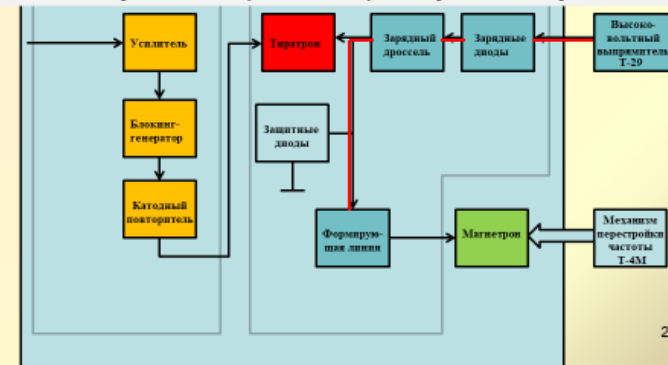 Усилитель
Тиратрон
Зарядный
дроссель
Зарядные
диоды
Высоко-
вольтный
выпрямитель
Т-29
Блокинг-
генератор
Защитные
диоды
Катодный
повторитель
Формирую-
щая линия
Магнетрон
Механизм
перестройки
частоты
Т-4М
2